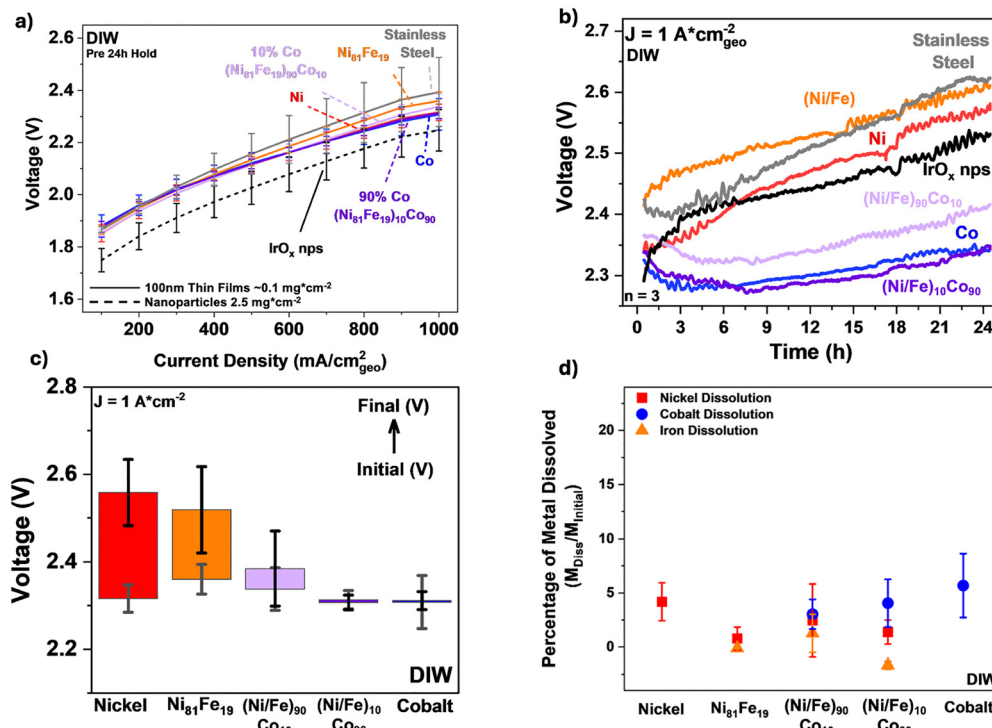 a)
DIW
Pre 24h Hold
10% Co
(Ni81Fe19)90Co10
Ni81Fe19
Stainless
Steel
Ni
Co
90% Co
(Ni81Fe19)10Co90
IrOx nps
100nm Thin Films ~0.1 mg*cm-2
Nanoparticles 2.5 mg*cm-2
Voltage (V)
2.6
2.4
2.2
2.0
1.8
1.6
200 400 600 800 1000
Current Density (mA/cm2geo)
b)
J = 1 A*cm-2geo
DIW
Stainless
Steel
(Ni/Fe)
Ni
IrOx nps
(Ni/Fe)90Co10
Co
(Ni/Fe)10Co90
n = 3
Voltage (V)
2.7
2.6
2.5
2.4
2.3
0 3 6 9 12 15 18 21 24
Time (h)
c)
J = 1 A*cm-2
Final (V)
Initial (V)
DIW
Voltage (V)
2.8
2.6
2.4
2.2
Nickel Ni81Fe19 (Ni/Fe)90 (Ni/Fe)10 Cobalt
d)
Nickel Dissolution
Cobalt Dissolution
Iron Dissolution
Percentage of Metal Dissolved
(MDiss/MInitial)
20
15
10
5
0
DIW
Nickel Ni81Fe19 (Ni/Fe)90 (Ni/Fe)10 Cobalt